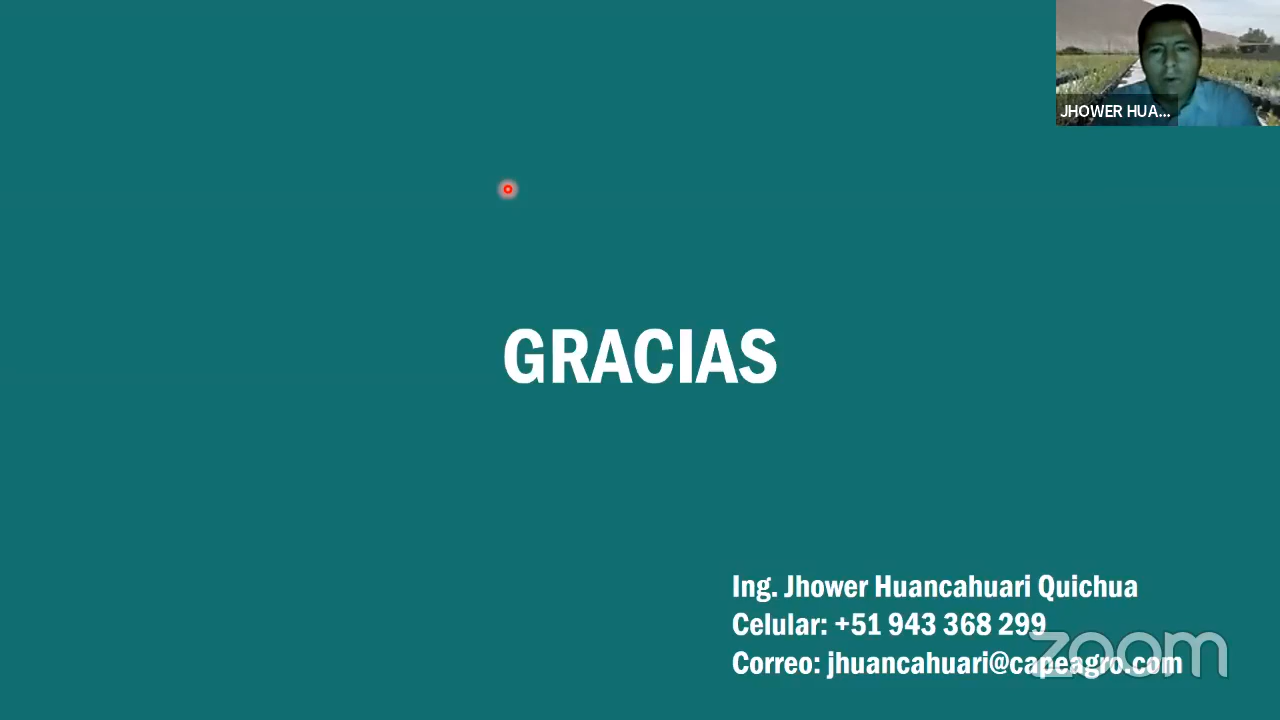 JHOWER HUA...
GRACIAS
Ing. Jhower Huancahuari Quichua
Celular: +51 943 368 299
Correo: jhuancahuari@capeagro.com
zoom